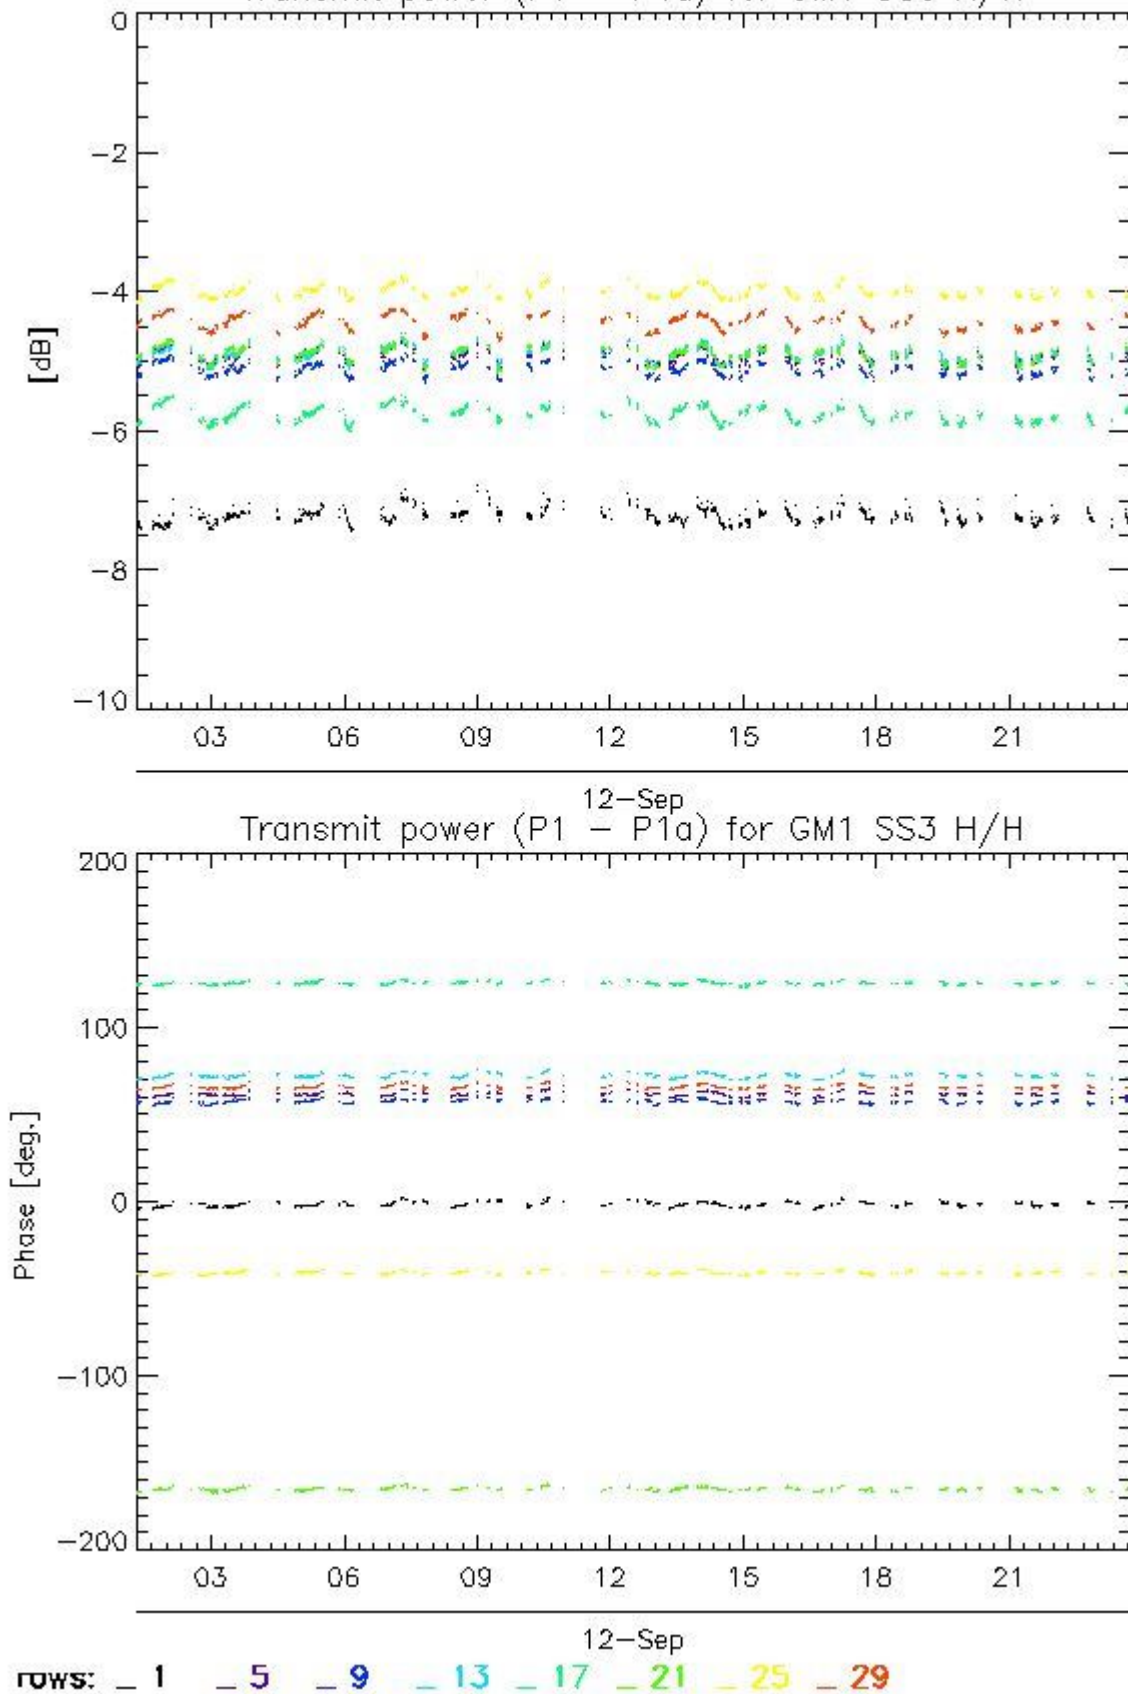 0
−2
−4
[dB]
−6
−8
−10
03 06 09 12 15 18 21
12−Sep
Transmit power (P1 − P1a) for GM1 SS3 H/H
200
100
Phase [deg.]
0
−100
−200
03 06 09 12 15 18 21
12−Sep
rows: _ 1 _ 5 _ 9 _ 13 _ 17 _ 21 _ 25 _ 29